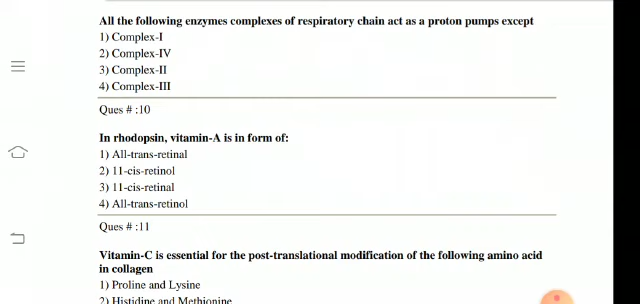 All the following enzymes complexes of respiratory chain act as a proton pumps except
1) Complex-I
2) Complex-IV
3) Complex-II
4) Complex-III
Ques # :10
In rhodopsin, vitamin-A is in form of:
1) All-trans-retinal
2) 11-cis-retinol
3) 11-cis-retinal
4) All-trans-retinol
Ques # :11
Vitamin-C is essential for the post-translational modification of the following amino acid
in collagen
1) Proline and Lysine
2) Histidine and Methionine